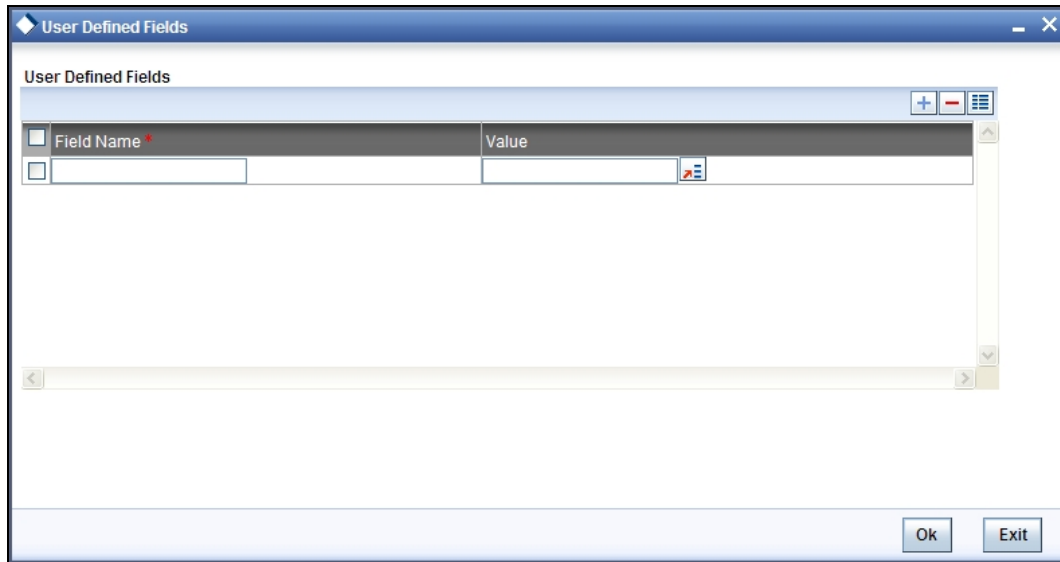 User Defined Fields
User Defined Fields
Field Name * Value
Ok Exit